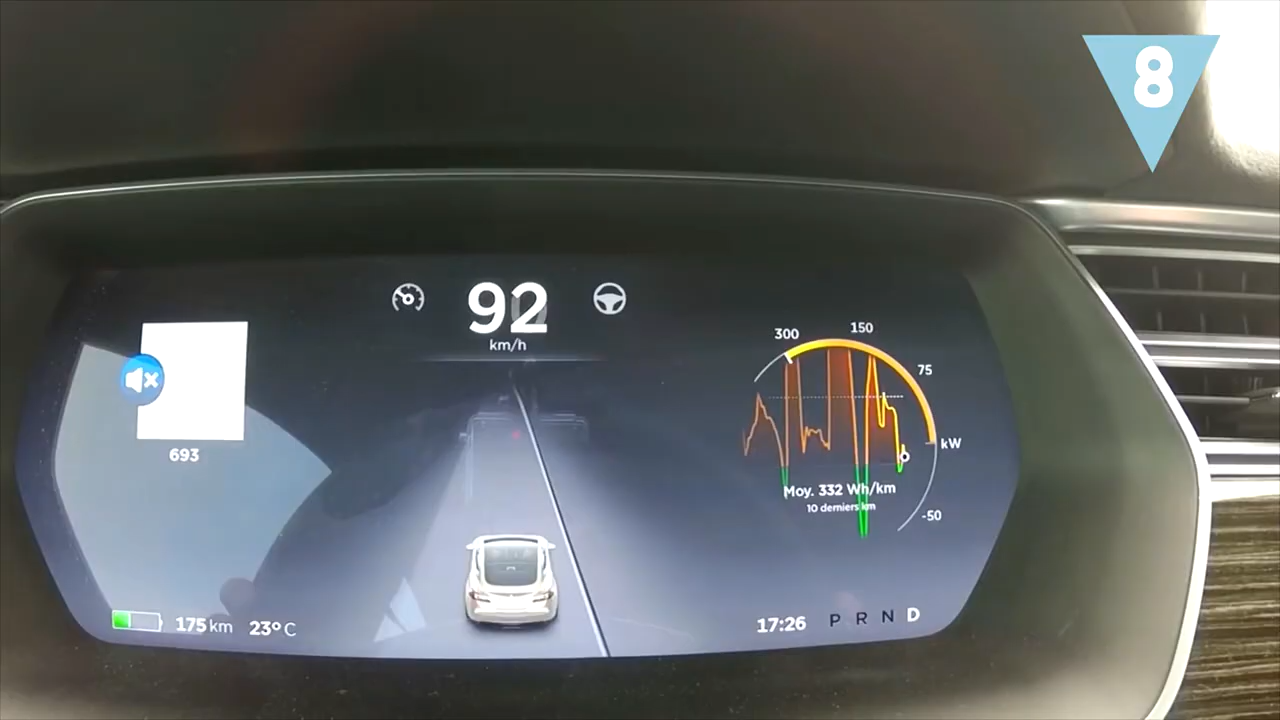 8
92
km/h
693
300
150
75
kW
-50
Moy. 332 Wh/km
10 derniers km
175 km
23° C
17:26
P R N D